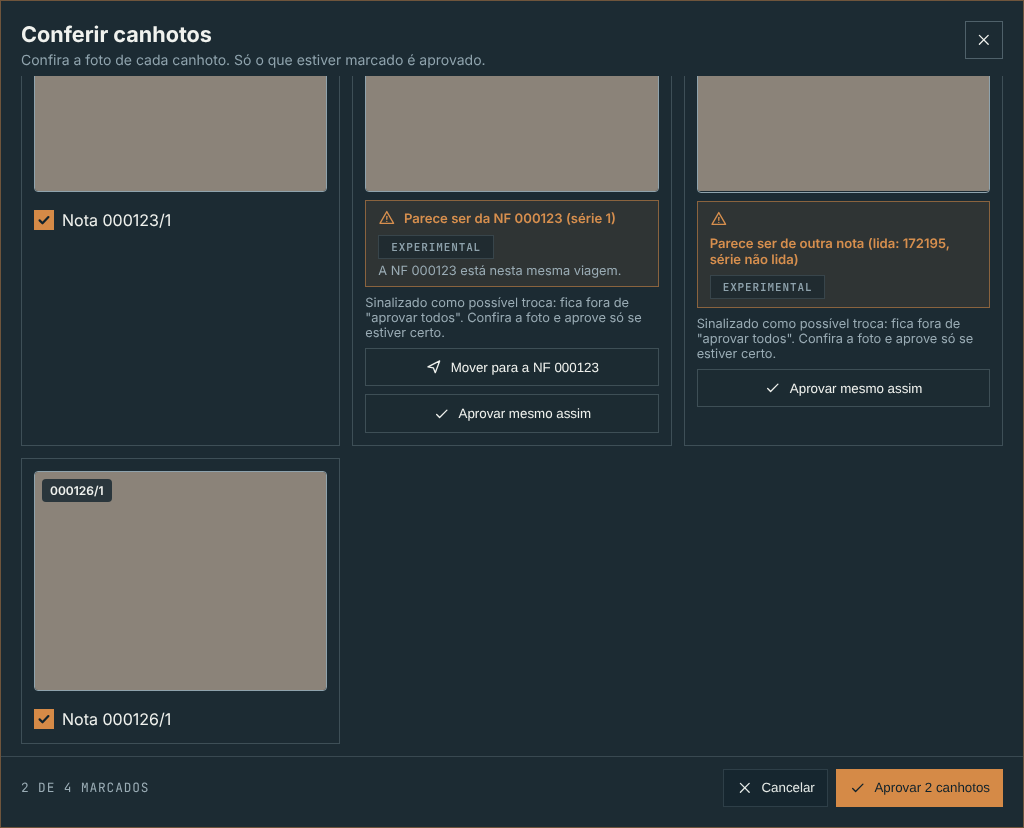 Conferir canhotos
Confira a foto de cada canhoto. Só o que estiver marcado é aprovado.
Nota 000123/1
Parece ser da NF 000123 (série 1)
EXPERIMENTAL
A NF 000123 está nesta mesma viagem.
Sinalizado como possível troca: fica fora de
"aprovar todos". Confira a foto e aprove só se
estiver certo.
Mover para a NF 000123
Aprovar mesmo assim
Parece ser de outra nota (lida: 172195,
série não lida)
EXPERIMENTAL
Sinalizado como possível troca: fica fora de
"aprovar todos". Confira a foto e aprove só se
estiver certo.
Aprovar mesmo assim
000126/1
Nota 000126/1
2 DE 4 MARCADOS
Cancelar
Aprovar 2 canhotos